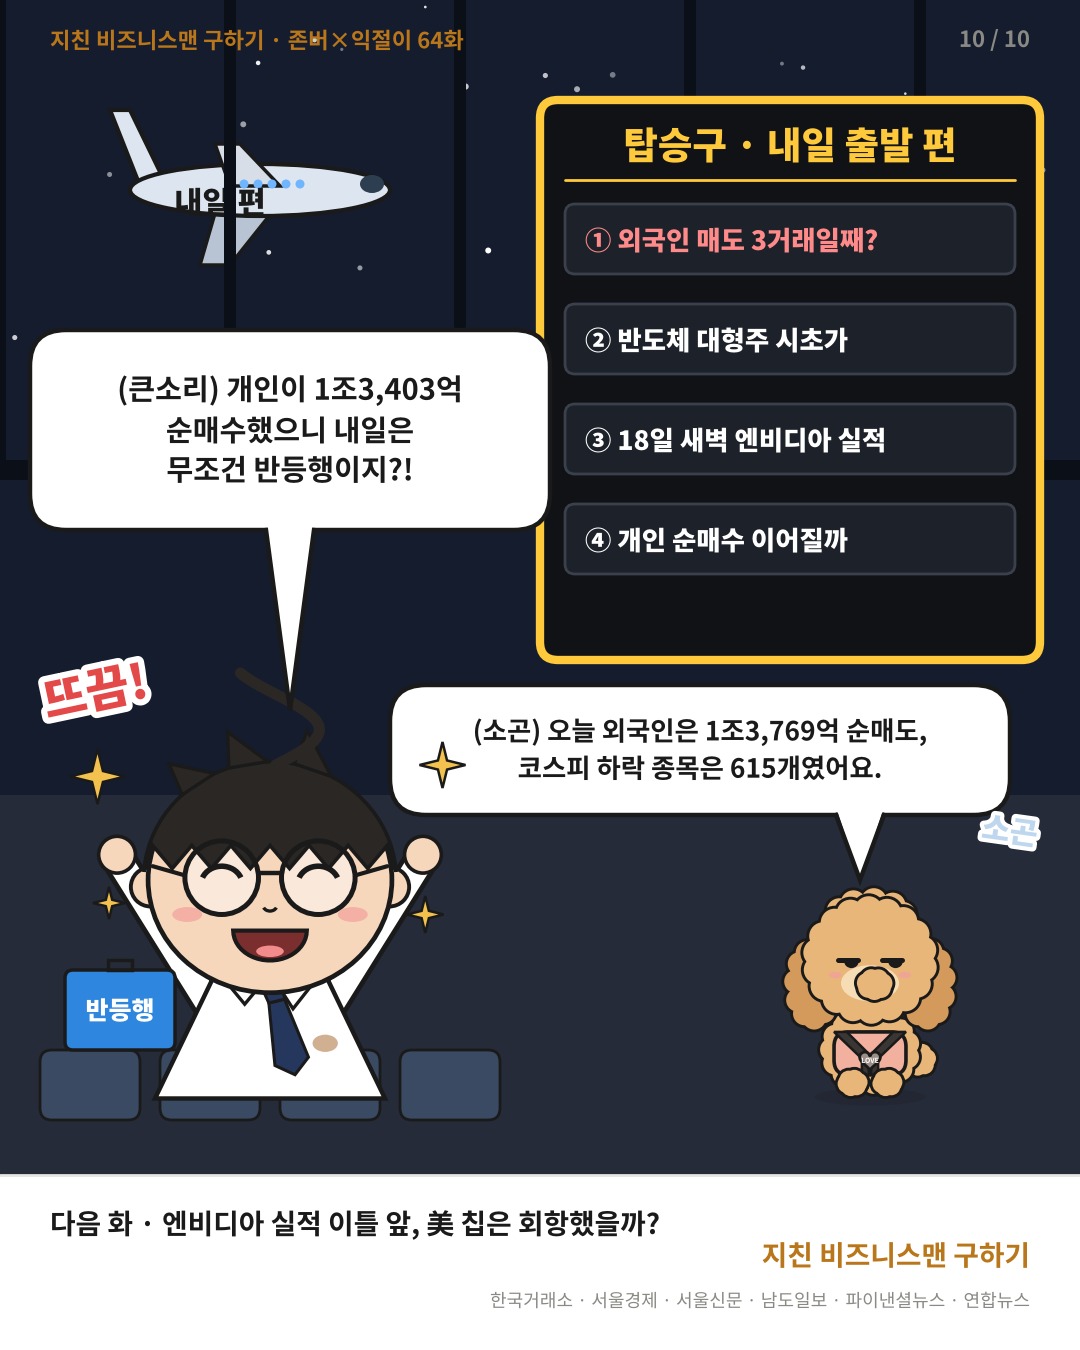 지친 비즈니스맨 구하기 · 존버×익절이 64화
10 / 10
내일 편
탑승구 · 내일 출발 편
① 외국인 매도 3거래일째?
② 반도체 대형주 시초가
③ 18일 새벽 엔비디아 실적
④ 개인 순매수 이어질까
(큰소리) 개인이 1조3,403억
순매수했으니 내일은
무조건 반등행이지?!
뜨끔!
(소곤) 오늘 외국인은 1조3,769억 순매도,
코스피 하락 종목은 615개였어요.
소곤
반등행
LOVE
다음 화 · 엔비디아 실적 이틀 앞, 美 칩은 회항했을까?
지친 비즈니스맨 구하기
한국거래소 · 서울경제 · 서울신문 · 남도일보 · 파이낸셜뉴스 · 연합뉴스